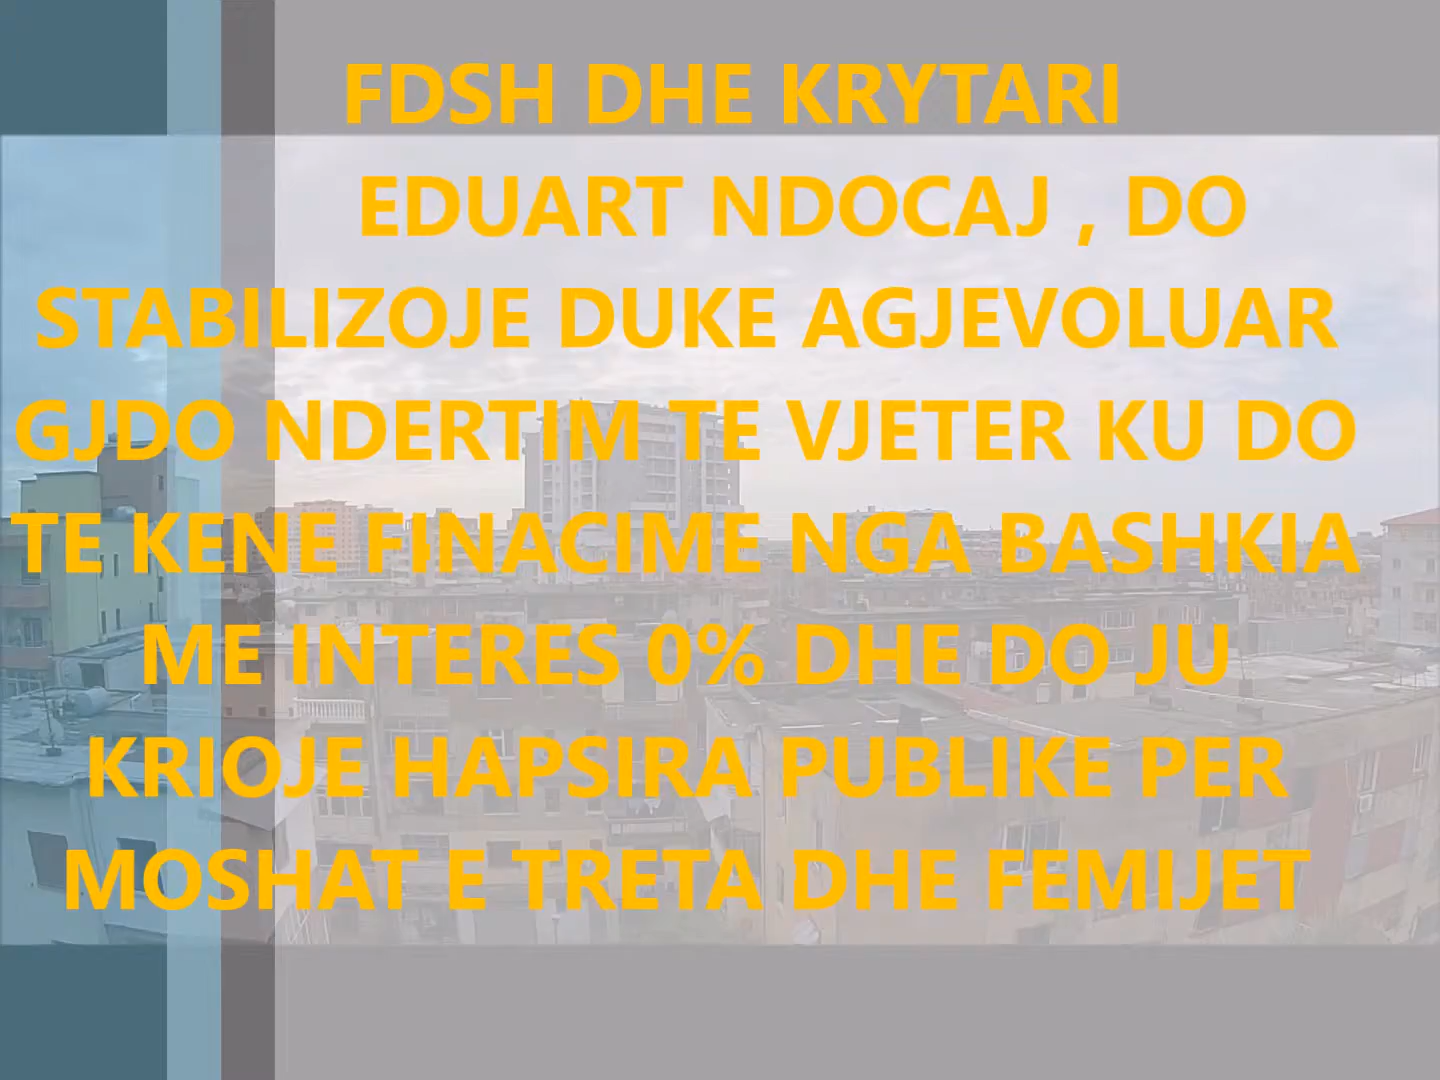 FDSH DHE KRYTARI
EDUART NDOCAJ , DO
STABILIZOJE DUKE AGJEVOLUAR
GJDO NDERTIM TE VJETER KU DO
TE KENE FINACIME NGA BASHKIA
ME INTERES 0% DHE DO JU
KRIOJE HAPSIRA PUBLIKE PER
MOSHAT E TRETA DHE FEMIJET